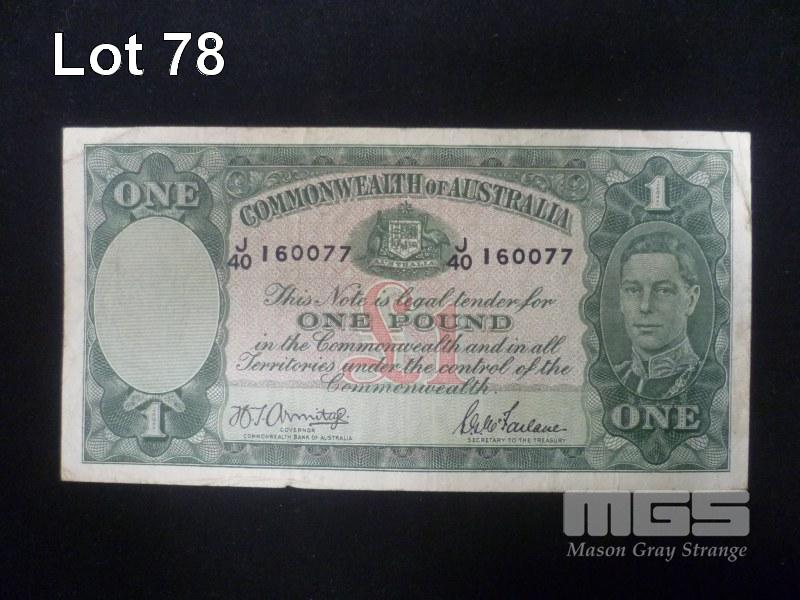 Lot 78
ONE
COMMONWEALTH OF AUSTRALIA
1
J/40 160077
J/40 160077
AUSTRALIA
This Note is legal tender for
ONE POUND
£1
in the Commonwealth and in all
Territories under the control of the
Commonwealth.
1
H.T. Armitage
GOVERNOR
COMMONWEALTH BANK OF AUSTRALIA
S.G. McFarlane
SECRETARY TO THE TREASURY
ONE
MGS
Mason Gray Strange